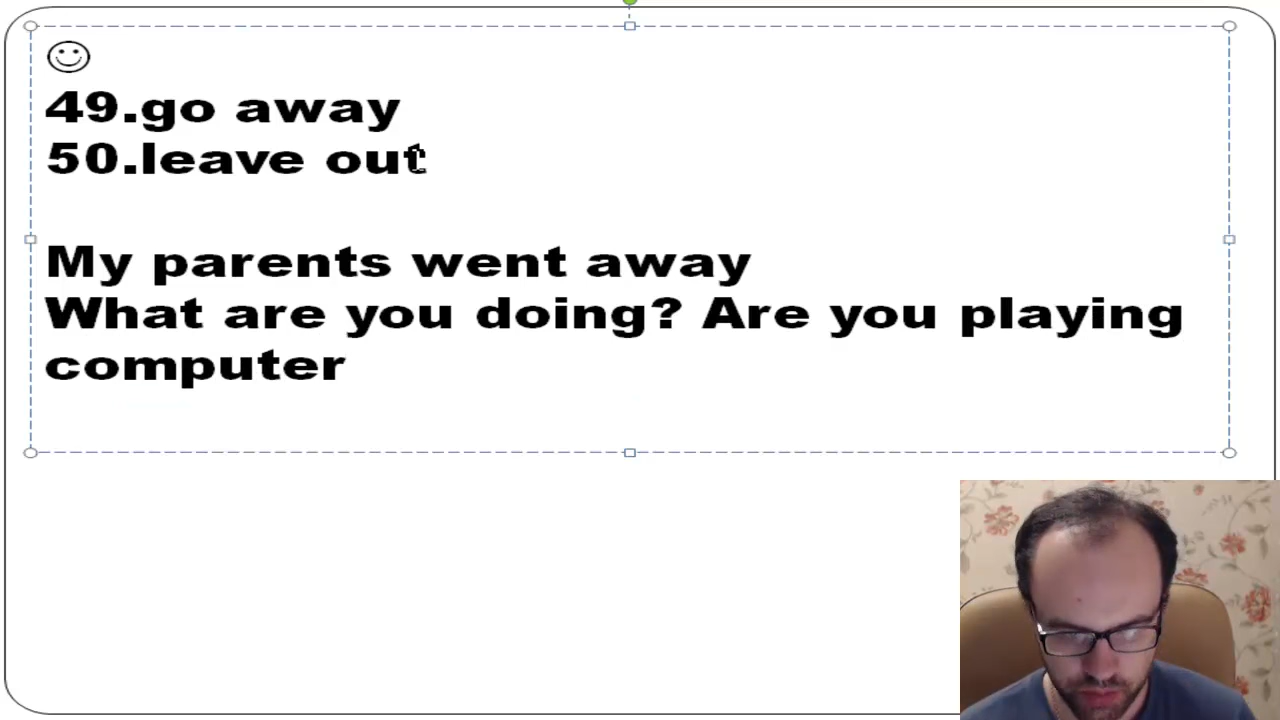 49.go away
50.leave out
My parents went away
What are you doing? Are you playing
computer